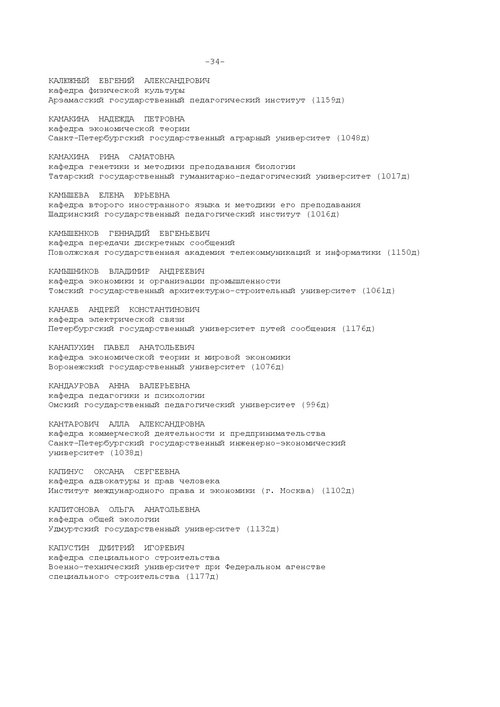 -34-
КАЛЮЖНЫЙ ЕВГЕНИЙ АЛЕКСАНДРОВИЧ
кафедра физической культуры
Арзамасский государственный педагогический институт (1159д)
КАМАКИНА НАДЕЖДА ПЕТРОВНА
кафедра экономической теории
Санкт-Петербургский государственный аграрный университет (1048д)
КАМАХИНА РИНА САМАТОВНА
кафедра генетики и методики преподавания биологии
Татарский государственный гуманитарно-педагогический университет (1017д)
КАМЫШЕВА ЕЛЕНА ЮРЬЕВНА
кафедра второго иностранного языка и методики его преподавания
Шадринский государственный педагогический институт (1016д)
КАМЫШЕНКОВ ГЕННАДИЙ ЕВГЕНЬЕВИЧ
кафедра передачи дискретных сообщений
Поволжская государственная академия телекоммуникаций и информатики (1150д)
КАМЫШНИКОВ ВЛАДИМИР АНДРЕЕВИЧ
кафедра экономики и организации промышленности
Томский государственный архитектурно-строительный университет (1061д)
КАНАЕВ АНДРЕЙ КОНСТАНТИНОВИЧ
кафедра электрической связи
Петербургский государственный университет путей сообщения (1176д)
КАНАПУХИН ПАВЕЛ АНАТОЛЬЕВИЧ
кафедра экономической теории и мировой экономики
Воронежский государственный университет (1076д)
КАНДАУРОВА АННА ВАЛЕРЬЕВНА
кафедра педагогики и психологии
Омский государственный педагогический университет (996д)
КАНТАРОВИЧ АЛЛА АЛЕКСАНДРОВНА
кафедра коммерческой деятельности и предпринимательства
Санкт-Петербургский государственный инженерно-экономический
университет (1038д)
КАПИНУС ОКСАНА СЕРГЕЕВНА
кафедра адвокатуры и прав человека
Институт международного права и экономики (г. Москва) (1102д)
КАПИТОНОВА ОЛЬГА АНАТОЛЬЕВНА
кафедра общей экологии
Удмуртский государственный университет (1132д)
КАПУСТИН ДМИТРИЙ ИГОРЕВИЧ
кафедра специального строительства
Военно-технический университет при Федеральном агенстве
специального строительства (1177д)